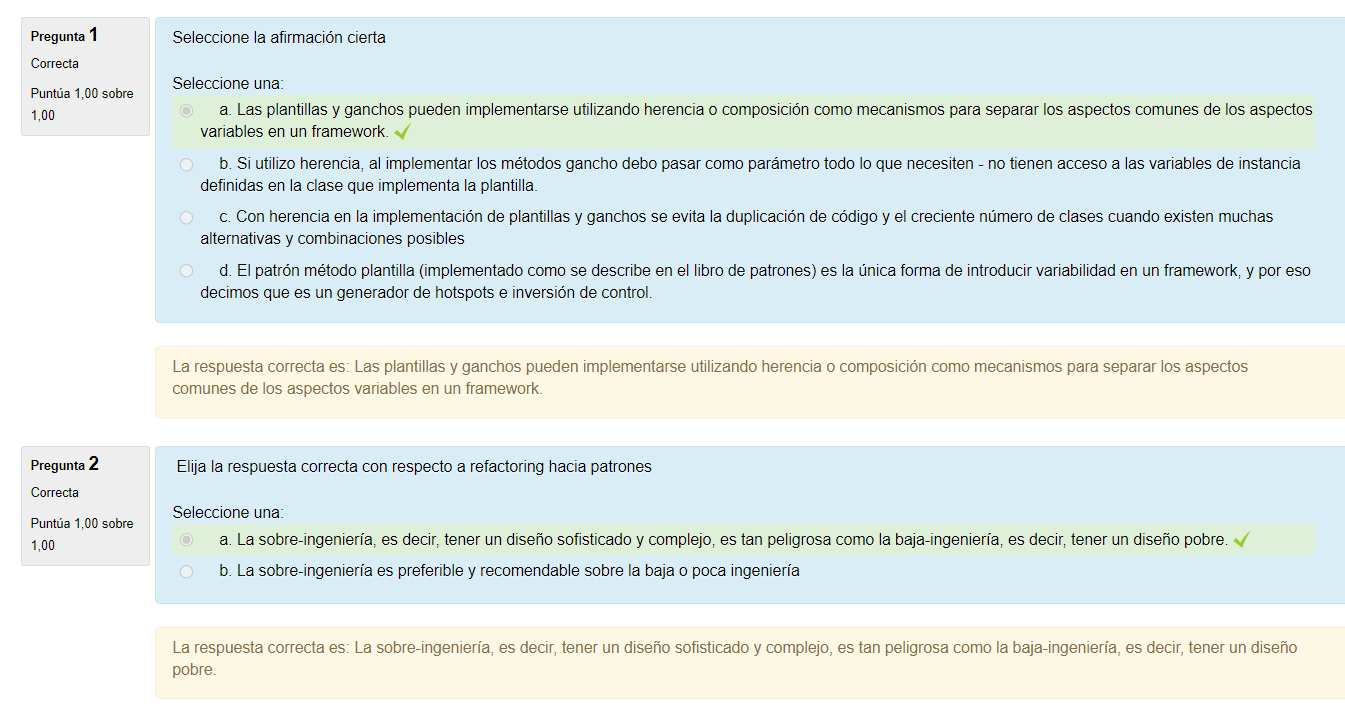 Pregunta 1
Correcta
Puntúa 1,00 sobre
1,00
Seleccione la afirmación cierta
Seleccione una:
a. Las plantillas y ganchos pueden implementarse utilizando herencia o composición como mecanismos para separar los aspectos comunes de los aspectos
variables en un framework.
b. Si utilizo herencia, al implementar los métodos gancho debo pasar como parámetro todo lo que necesiten - no tienen acceso a las variables de instancia
definidas en la clase que implementa la plantilla.
c. Con herencia en la implementación de plantillas y ganchos se evita la duplicación de código y el creciente número de clases cuando existen muchas
alternativas y combinaciones posibles
d. El patrón método plantilla (implementado como se describe en el libro de patrones) es la única forma de introducir variabilidad en un framework, y por eso
decimos que es un generador de hotspots e inversión de control.
La respuesta correcta es: Las plantillas y ganchos pueden implementarse utilizando herencia o composición como mecanismos para separar los aspectos
comunes de los aspectos variables en un framework.
Pregunta 2
Correcta
Puntúa 1,00 sobre
1,00
Elija la respuesta correcta con respecto a refactoring hacia patrones
Seleccione una:
a. La sobre-ingeniería, es decir, tener un diseño sofisticado y complejo, es tan peligrosa como la baja-ingeniería, es decir, tener un diseño pobre.
b. La sobre-ingeniería es preferible y recomendable sobre la baja o poca ingeniería
La respuesta correcta es: La sobre-ingeniería, es decir, tener un diseño sofisticado y complejo, es tan peligrosa como la baja-ingeniería, es decir, tener un diseño
pobre.